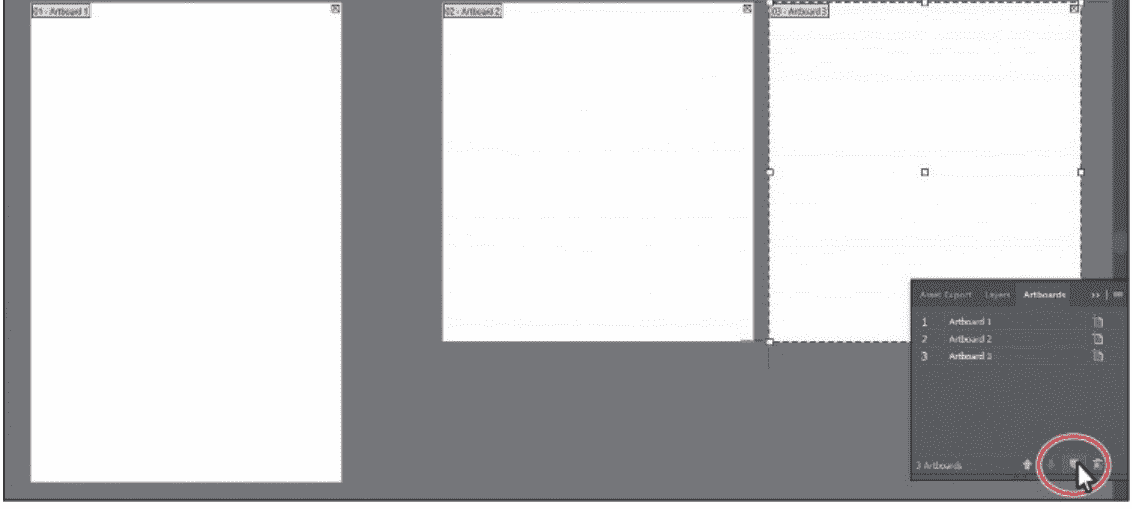 01 - Artboard 1
02 - Artboard 2
03 - Artboard 3
Asset Export Layers Artboards
1 Artboard 1
2 Artboard 2
3 Artboard 3
3 Artboards